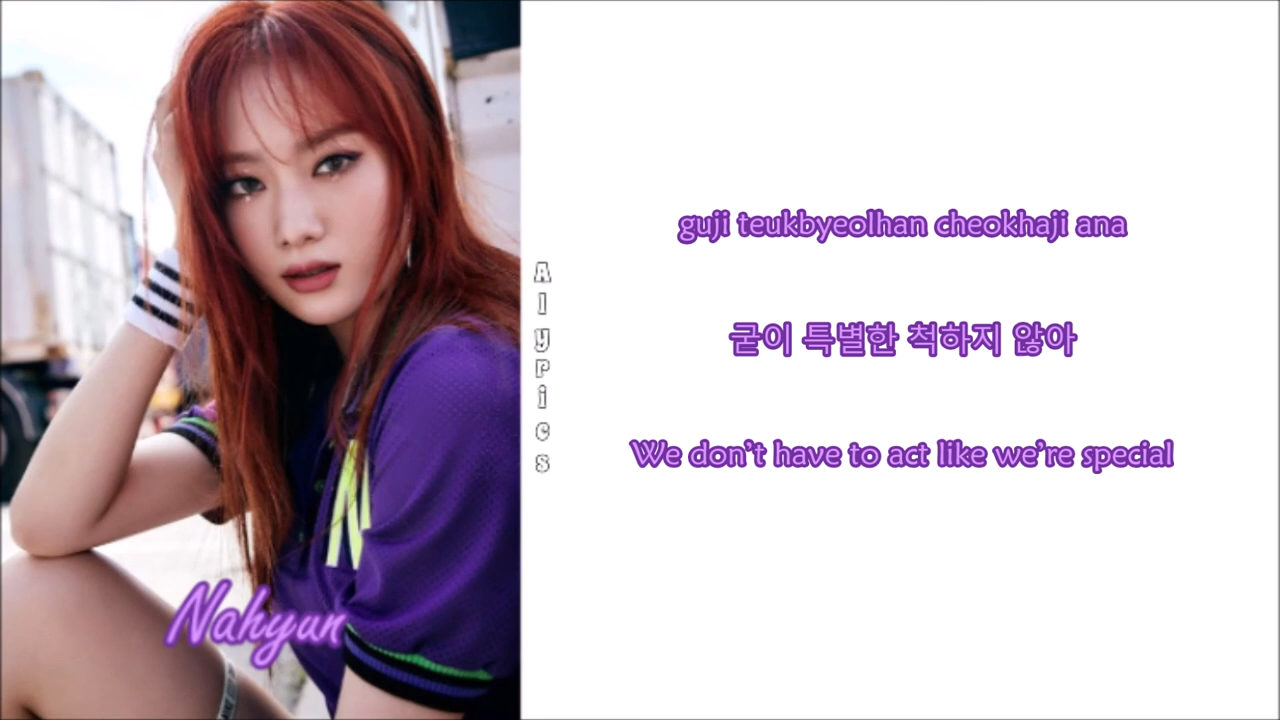 guji teukbyeolhan cheokhaji ana
굳이 특별한 척하지 않아
We don't have to act like we're special
Alyrics
N
Nahyun